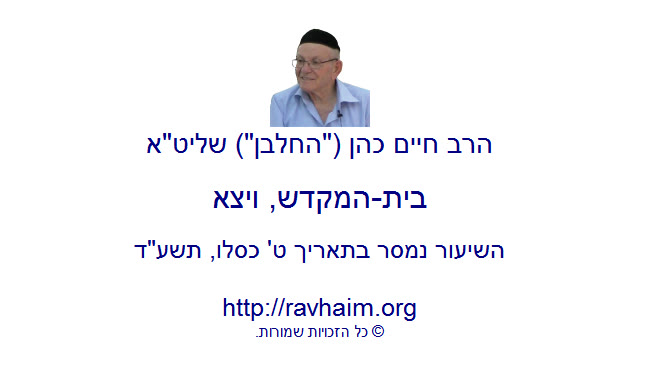 הרב חיים כהן ("החלבן") שליט"א
בית-המקדש, ויצא
השיעור נמסר בתאריך ט' כסלו, תשע"ד
http://ravhaim.org
© כל הזכויות שמורות.